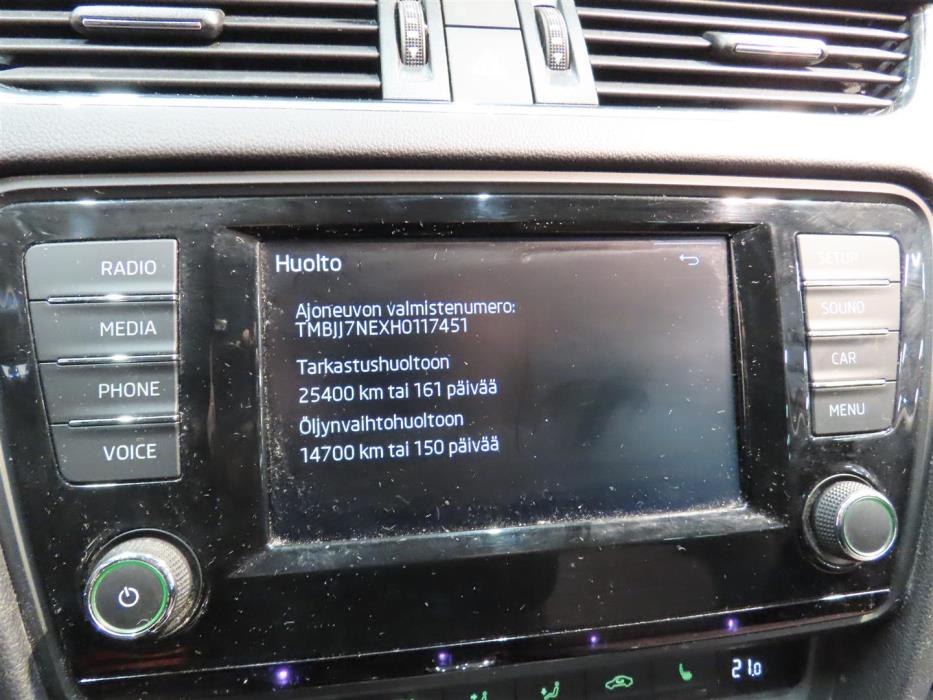 Huolto
Ajoneuvon valmistenumero:
TMBJJ7NEXH0117451
Tarkastushuoltoon
25400 km tai 161 päivää
Öljynvaihtohuoltoon
14700 km tai 150 päivää
RADIO
MEDIA
PHONE
VOICE
SETUP
SOUND
CAR
MENU
21.0